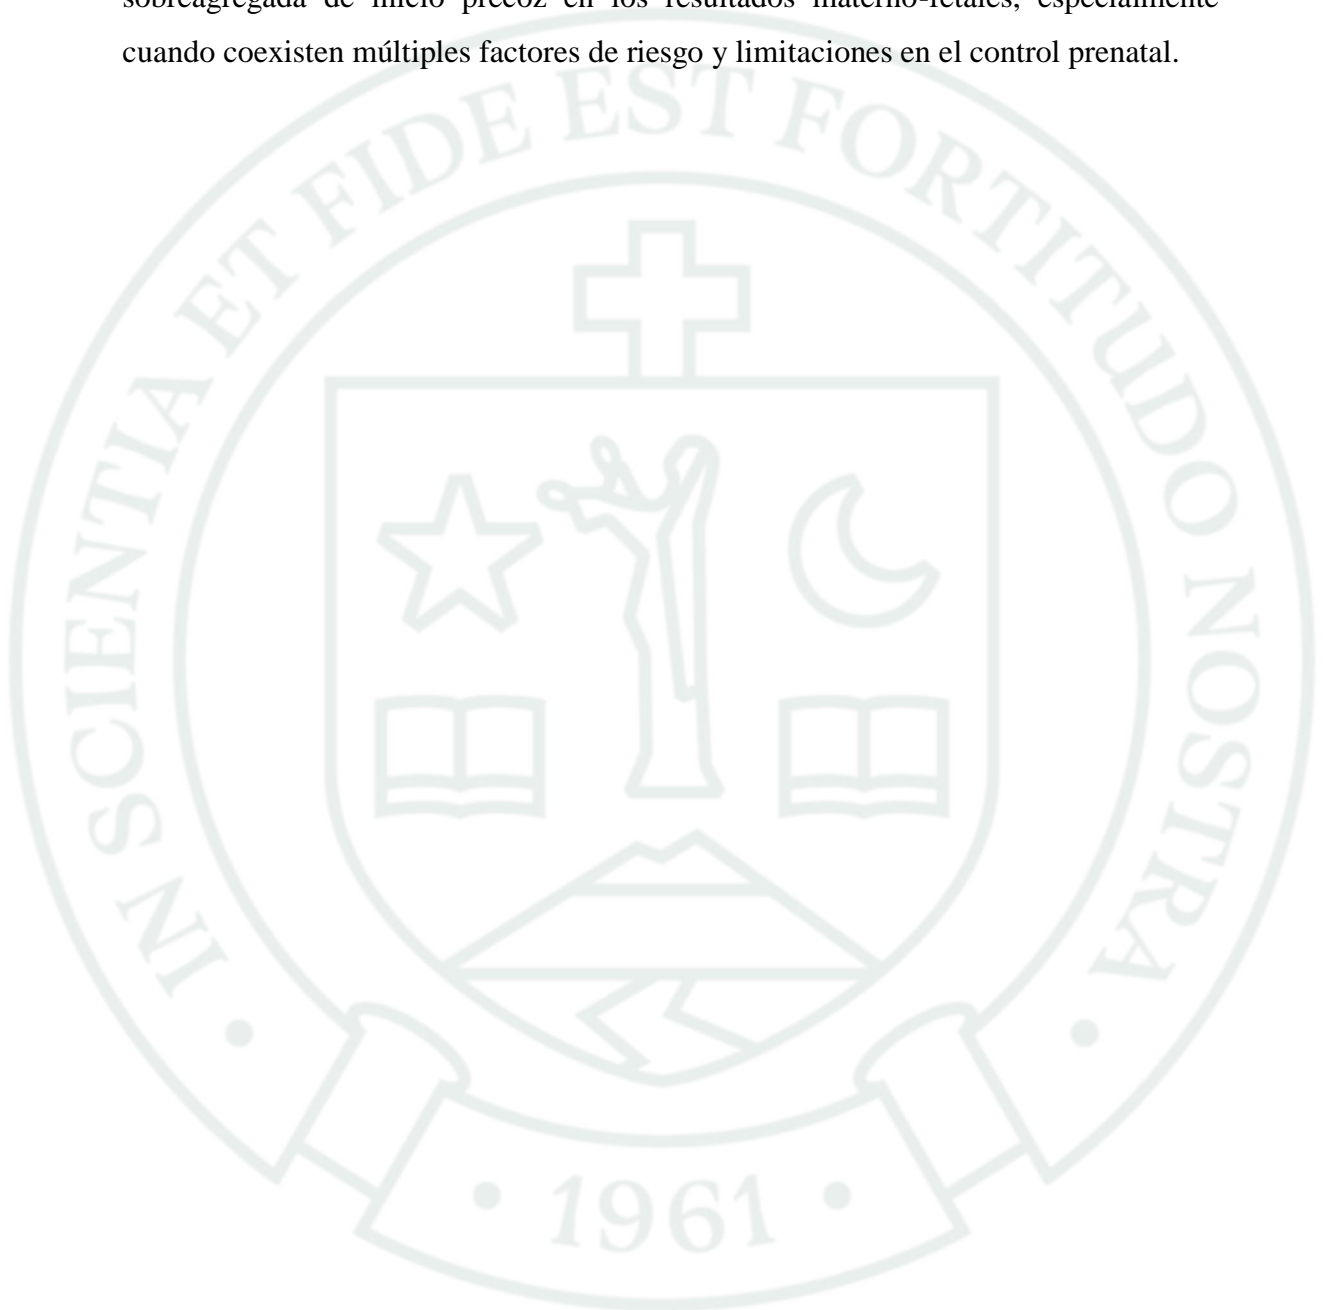 sobreagregada de inicio precoz en los resultados materno-fetales, especialmente
cuando coexisten múltiples factores de riesgo y limitaciones en el control prenatal.
IN SCIENTIA ET FIDE EST FORTITUDO NOSTRA
• 1961 •